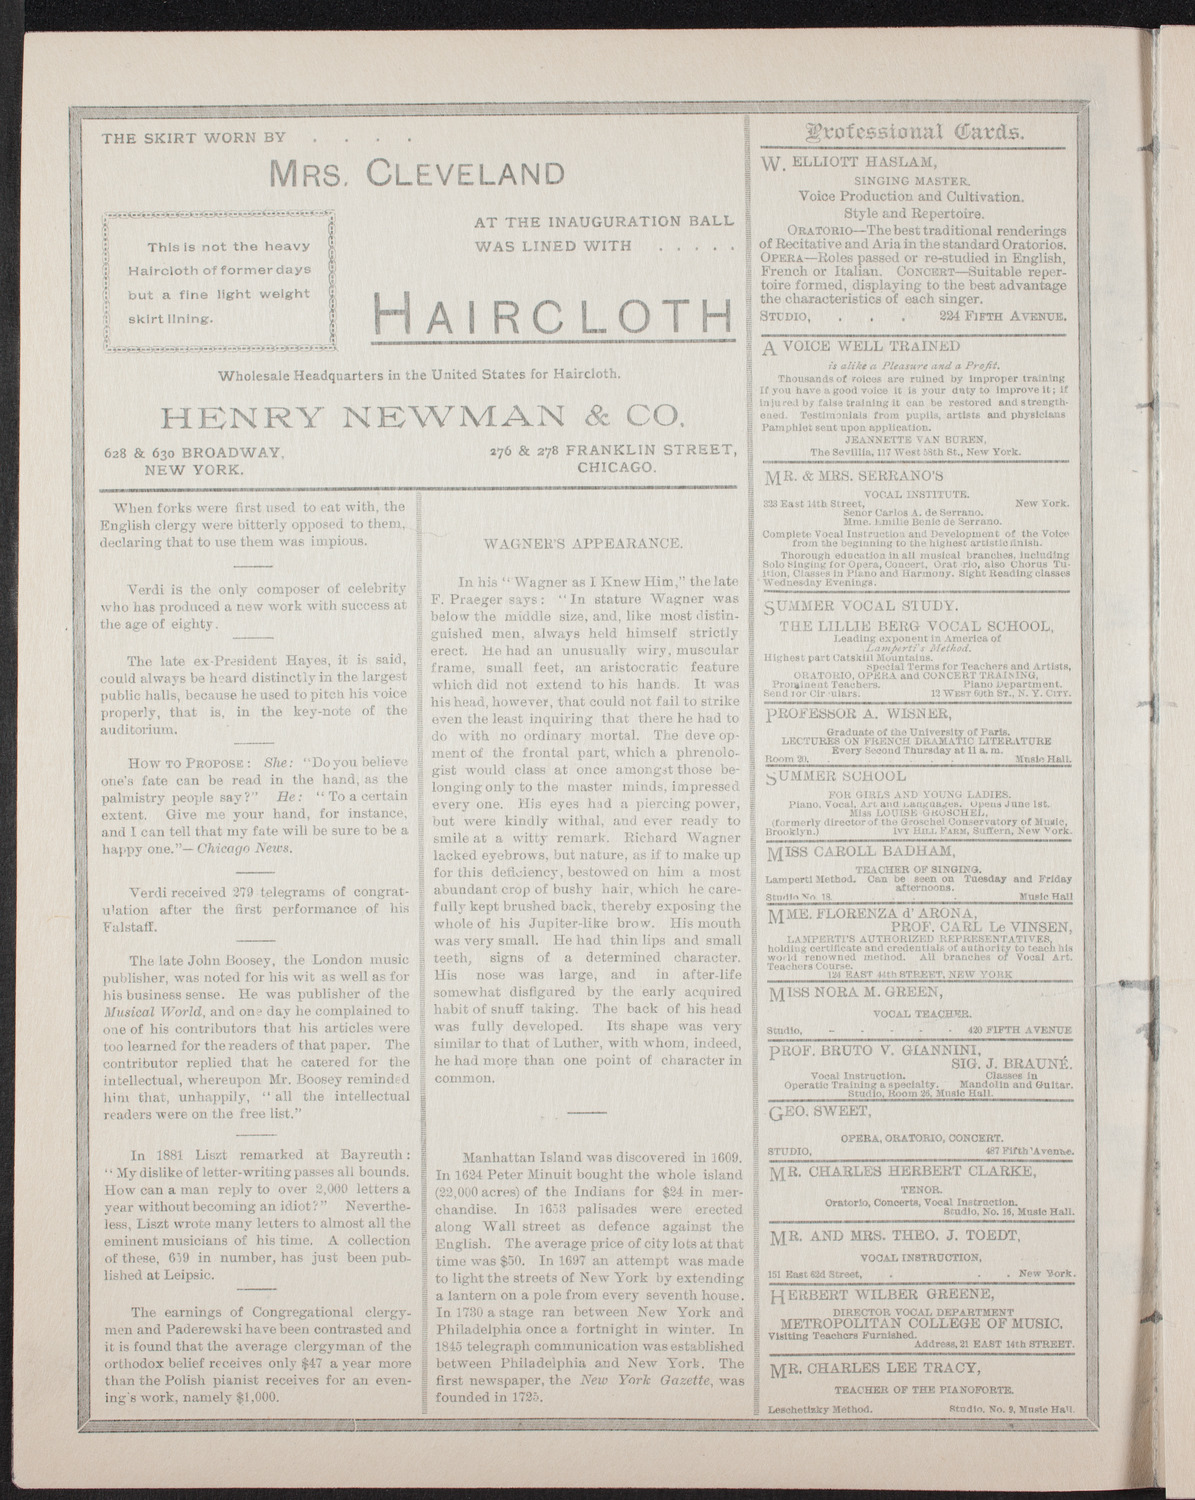 THE SKIRT WORN BY . . . .
MRS. CLEVELAND
This is not the heavy
Haircloth of former days
but a fine light weight
skirt lining.
AT THE INAUGURATION BALL
WAS LINED WITH . . . . .
HAIRCLOTH
Wholesale Headquarters in the United States for Haircloth.
HENRY NEWMAN & CO.
628 & 630 BROADWAY,
NEW YORK.
276 & 278 FRANKLIN STREET,
CHICAGO.
When forks were first used to eat with, the
English clergy were bitterly opposed to them,
declaring that to use them was impious.
Verdi is the only composer of celebrity
who has produced a new work with success at
the age of eighty.
The late ex-President Hayes, it is said,
could always be heard distinctly in the largest
public halls, because he used to pitch his voice
properly, that is, in the key-note of the
auditorium.
HOW TO PROPOSE: She: "Do you believe
one's fate can be read in the hand, as the
palmistry people say?" He: "To a certain
extent. Give me your hand, for instance,
and I can tell that my fate will be sure to be a
happy one."—Chicago News.
Verdi received 279 telegrams of congrat-
ulation after the first performance of his
Falstaff.
The late John Boosey, the London music
publisher, was noted for his wit as well as for
his business sense. He was publisher of the
Musical World, and one day he complained to
one of his contributors that his articles were
too learned for the readers of that paper. The
contributor replied that he catered for the
intellectual, whereupon Mr. Boosey reminded
him that, unhappily, "all the intellectual
readers were on the free list."
In 1881 Liszt remarked at Bayreuth:
"My dislike of letter-writing passes all bounds.
How can a man reply to over 2,000 letters a
year without becoming an idiot?" Neverthe-
less, Liszt wrote many letters to almost all the
eminent musicians of his time. A collection
of these, 659 in number, has just been pub-
lished at Leipsic.
The earnings of Congregational clergy-
men and Paderewski have been contrasted and
it is found that the average clergyman of the
orthodox belief receives only $47 a year more
than the Polish pianist receives for an even-
ing's work, namely $1,000.
WAGNER'S APPEARANCE.
In his "Wagner as I Knew Him," the late
F. Praeger says: "In stature Wagner was
below the middle size, and, like most distin-
guished men, always held himself strictly
erect. He had an unusually wiry, muscular
frame, small feet, an aristocratic feature
which did not extend to his hands. It was
his head, however, that could not fail to strike
even the least inquiring that there he had to
do with no ordinary mortal. The deve op-
ment of the frontal part, which a phrenolo-
gist would class at once amongst those be-
longing only to the master minds, impressed
every one. His eyes had a piercing power,
but were kindly withal, and ever ready to
smile at a witty remark. Richard Wagner
lacked eyebrows, but nature, as if to make up
for this deficiency, bestowed on him a most
abundant crop of bushy hair, which he care-
fully kept brushed back, thereby exposing the
whole of his Jupiter-like brow. His mouth
was very small. He had thin lips and small
teeth, signs of a determined character.
His nose was large, and in after-life
somewhat disfigured by the early acquired
habit of snuff taking. The back of his head
was fully developed. Its shape was very
similar to that of Luther, with whom, indeed,
he had more than one point of character in
common.
Manhattan Island was discovered in 1609.
In 1624 Peter Minuit bought the whole island
(22,000 acres) of the Indians for $24 in mer-
chandise. In 1653 palisades were erected
along Wall street as defence against the
English. The average price of city lots at that
time was $50. In 1697 an attempt was made
to light the streets of New York by extending
a lantern on a pole from every seventh house.
In 1730 a stage ran between New York and
Philadelphia once a fortnight in winter. In
1845 telegraph communication was established
between Philadelphia and New York. The
first newspaper, the New York Gazette, was
founded in 1725.
Professional Cards.
W. ELLIOTT HASLAM,
SINGING MASTER.
Voice Production and Cultivation.
Style and Repertoire.
ORATORIO—The best traditional renderings
of Recitative and Aria in the standard Oratorios.
OPERA—Roles passed or re-studied in English,
French or Italian. CONCERT—Suitable reper-
toire formed, displaying to the best advantage
the characteristics of each singer.
STUDIO, . . . 224 FIFTH AVENUE.
A VOICE WELL TRAINED
is alike a Pleasure and a Profit.
Thousands of voices are ruined by improper training
If you have a good voice it is your duty to improve it; if
injured by false training it can be restored and strength-
ened. Testimonials from pupils, artists and physicians
Pamphlet sent upon application.
JEANNETTE VAN BUREN,
The Sevillia, 117 West 58th St., New York.
MR. & MRS. SERRANO'S
VOCAL INSTITUTE.
323 East 14th Street, New York.
Senor Carlos A. de Serrano.
Mme. Emilie Benic de Serrano.
Complete Vocal Instruction and Development of the Voice
from the beginning to the highest artistic finish.
Thorough education in all musical branches, including
Solo Singing for Opera, Concert, Orat rio, also Chorus Tu-
ition, Classes in Piano and Harmony. Sight Reading classes
Wednesday Evenings.
SUMMER VOCAL STUDY.
THE LILLIE BERG VOCAL SCHOOL,
Leading exponent in America of
Lamperti's Method.
Highest part Catskill Mountains.
Special Terms for Teachers and Artists,
ORATORIO, OPERA and CONCERT TRAINING,
Prominent Teachers. Piano Department.
Send for Cir ulars. 12 WEST 60th ST., N. Y. CITY.
PROFESSOR A. WISNER,
Graduate of the University of Paris.
LECTURES ON FRENCH DRAMATIC LITERATURE
Every Second Thursday at 11 a. m.
Room 20. . . . Music Hall.
SUMMER SCHOOL
FOR GIRLS AND YOUNG LADIES.
Piano, Vocal, Art and Languages. Opens June 1st.
Miss LOUISE GROSCHEL,
(formerly director of the Groschel Conservatory of Music,
Brooklyn.) IVY HILL FARM, Suffern, New York.
MISS CAROLL BADHAM,
TEACHER OF SINGING.
Lamperti Method. Can be seen on Tuesday and Friday
afternoons.
Studio No. 18. . . . Music Hall
MME. FLORENZA d' ARONA,
PROF. CARL Le VINSEN,
LAMPERTI'S AUTHORIZED REPRESENTATIVES,
holding certificate and credentials of authority to teach his
world renowned method. All branches of Vocal Art.
Teachers Course.
124 EAST 44th STREET, NEW YORK
MISS NORA M. GREEN,
VOCAL TEACHER.
Studio, - - - - - 420 FIFTH AVENUE
PROF. BRUTO V. GIANNINI,
SIG. J. BRAUNÉ.
Vocal Instruction. Classes in
Operatic Training a specialty. Mandolin and Guitar.
Studio, Room 26, Music Hall.
GEO. SWEET,
OPERA, ORATORIO, CONCERT.
STUDIO, 487 Fifth Avenue.
MR. CHARLES HERBERT CLARKE,
TENOR.
Oratorio, Concerts, Vocal Instruction.
Studio, No. 16, Music Hall.
MR. AND MRS. THEO. J. TOEDT,
VOCAL INSTRUCTION,
151 East 62d Street, . . . New York.
HERBERT WILBER GREENE,
DIRECTOR VOCAL DEPARTMENT
METROPOLITAN COLLEGE OF MUSIC.
Visiting Teachers Furnished.
Address, 21 EAST 14th STREET.
MR. CHARLES LEE TRACY,
TEACHER OF THE PIANOFORTE.
Leschetizky Method. Studio, No. 9, Music Hall.